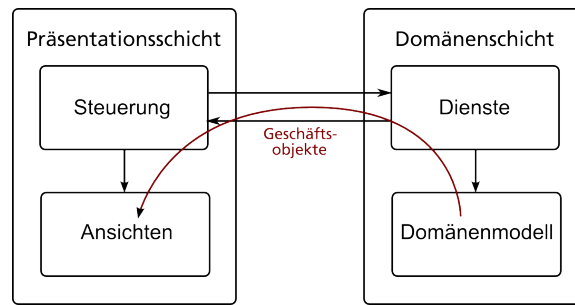 Präsentationsschicht
Domänenschicht
Steuerung
Dienste
Geschäfts-
objekte
Ansichten
Domänenmodell